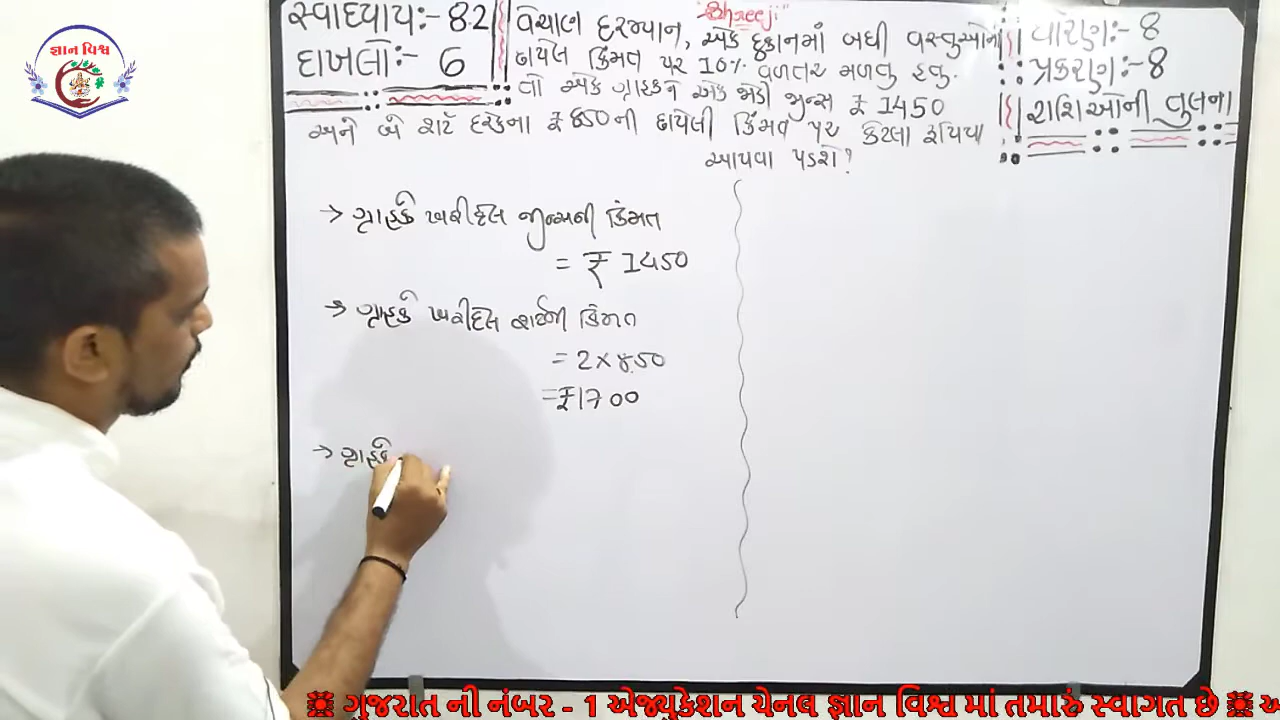 જ્ઞાન વિશ્વ
"Shreeji"
સ્વાધ્યાય:- 8.2
દાખલો:- 6
વેચાણ દરમ્યાન, એક દુકાનમાં બધી વસ્તુઓની
છાપેલ કિંમત પર 10% વળતર મળતુ હતુ.
તો એક ગ્રાહકને એક જોડી જીન્સ ₹ 1450
અને બે શર્ટ દરેકના ₹ 850 ની છાપેલી કિંમત પર કેટલા રૂપિયા
આપવા પડશે?
ધોરણ:- 8
પ્રકરણ:- 8
રાશિઓની તુલના
→ ગ્રાહકે ખરીદેલ જીન્સની કિંમત
= ₹ 1450
→ ગ્રાહકે ખરીદેલ શર્ટની કિંમત
= 2 × 850
= ₹ 1700
→ ગ્રાહકે
ગુજરાત ની નંબર - 1 એજ્યુકેશન ચેનલ જ્ઞાન વિશ્વ માં તમારું સ્વાગત છે